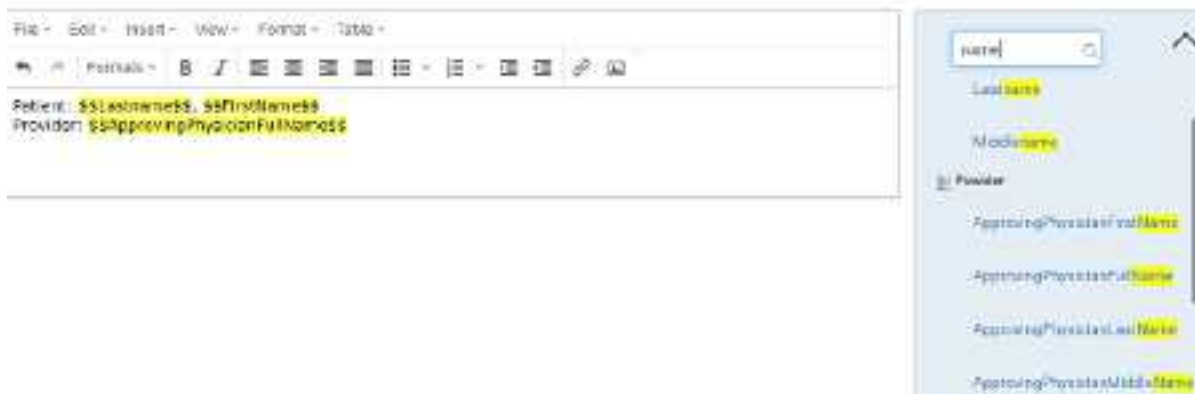 File Edit Insert View Format Table
Formats B I
Patient: $$Lastname$$, $$FirstName$$
Provider: $$ApprovingPhysicianFullName$$
name
Lastname
Middlename
Provider
ApprovingPhysicianFirstName
ApprovingPhysicianFullName
ApprovingPhysicianLastName
ApprovingPhysicianMiddleName